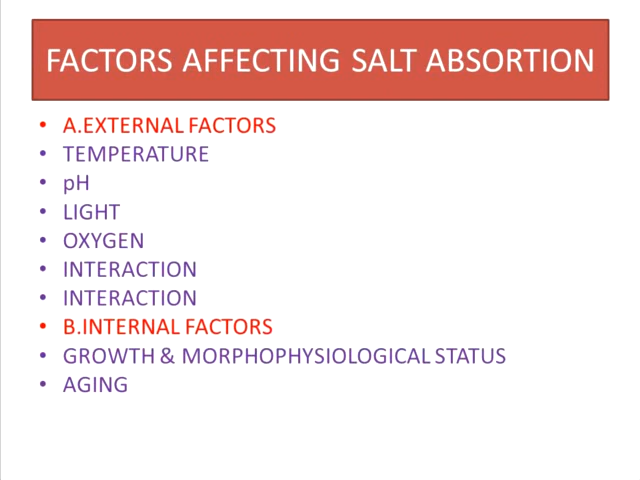 FACTORS AFFECTING SALT ABSORTION
• A.EXTERNAL FACTORS
• TEMPERATURE
• pH
• LIGHT
• OXYGEN
• INTERACTION
• INTERACTION
• B.INTERNAL FACTORS
• GROWTH & MORPHOPHYSIOLOGICAL STATUS
• AGING